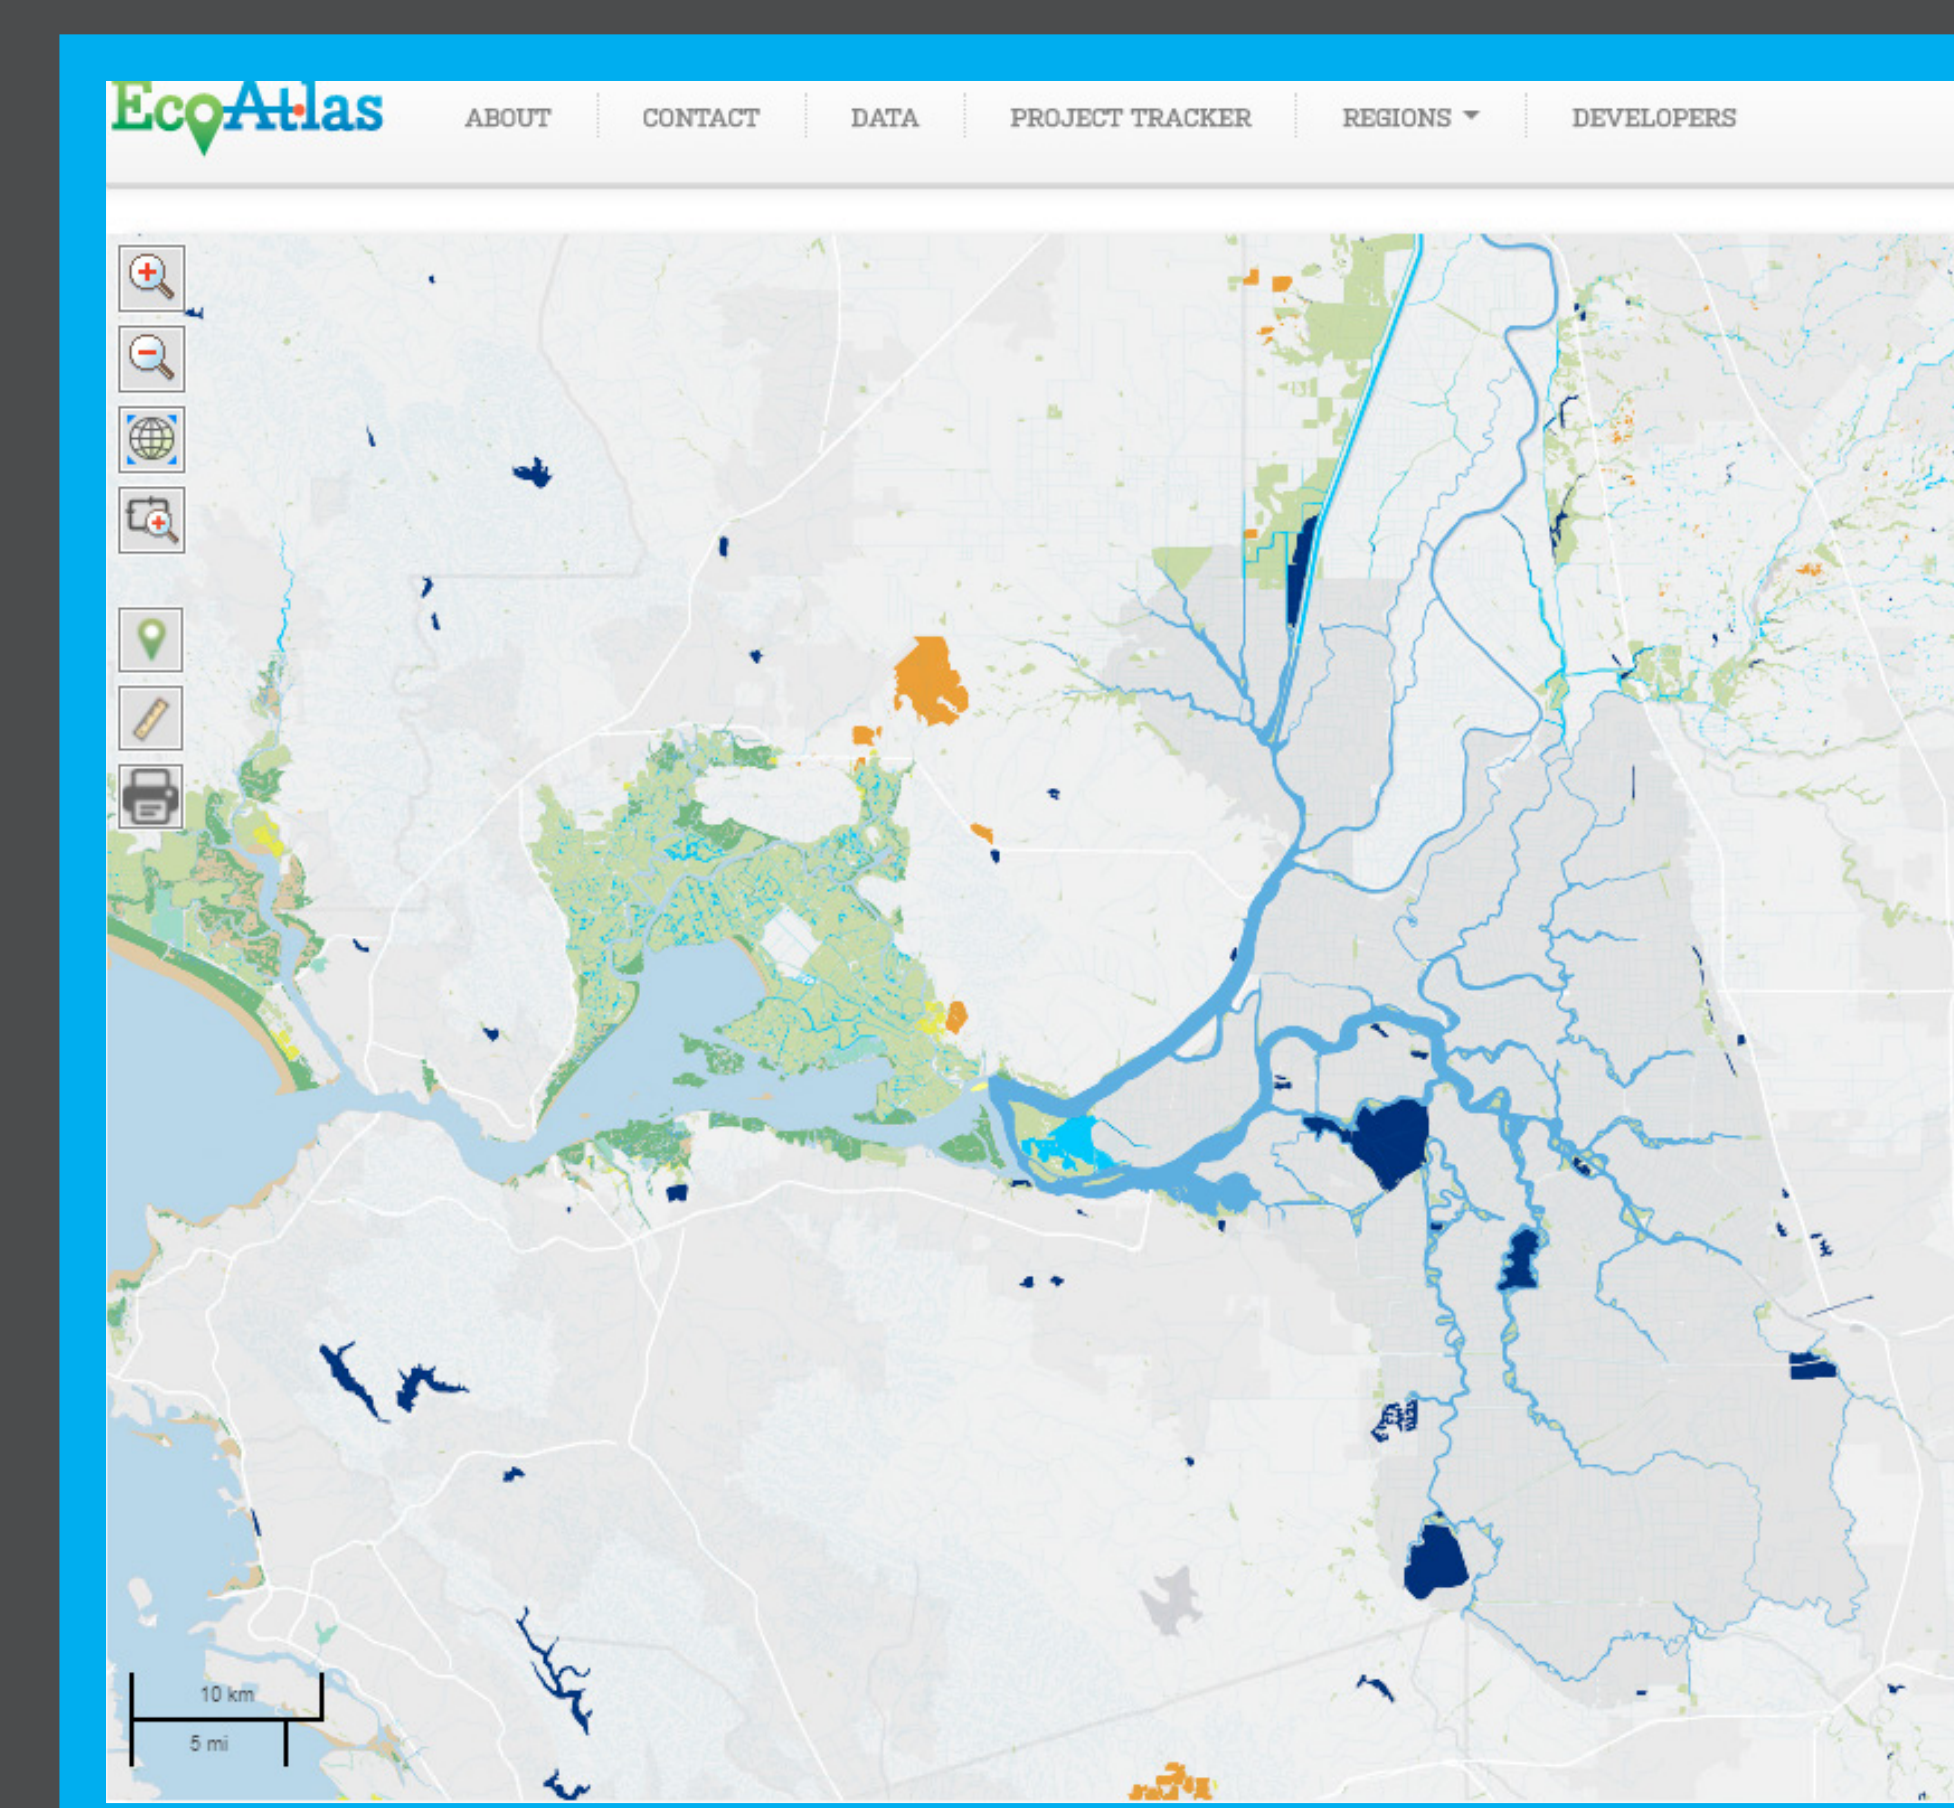 EcoAtlas
ABOUT
CONTACT
DATA
PROJECT TRACKER
REGIONS
DEVELOPERS
10 km
5 mi